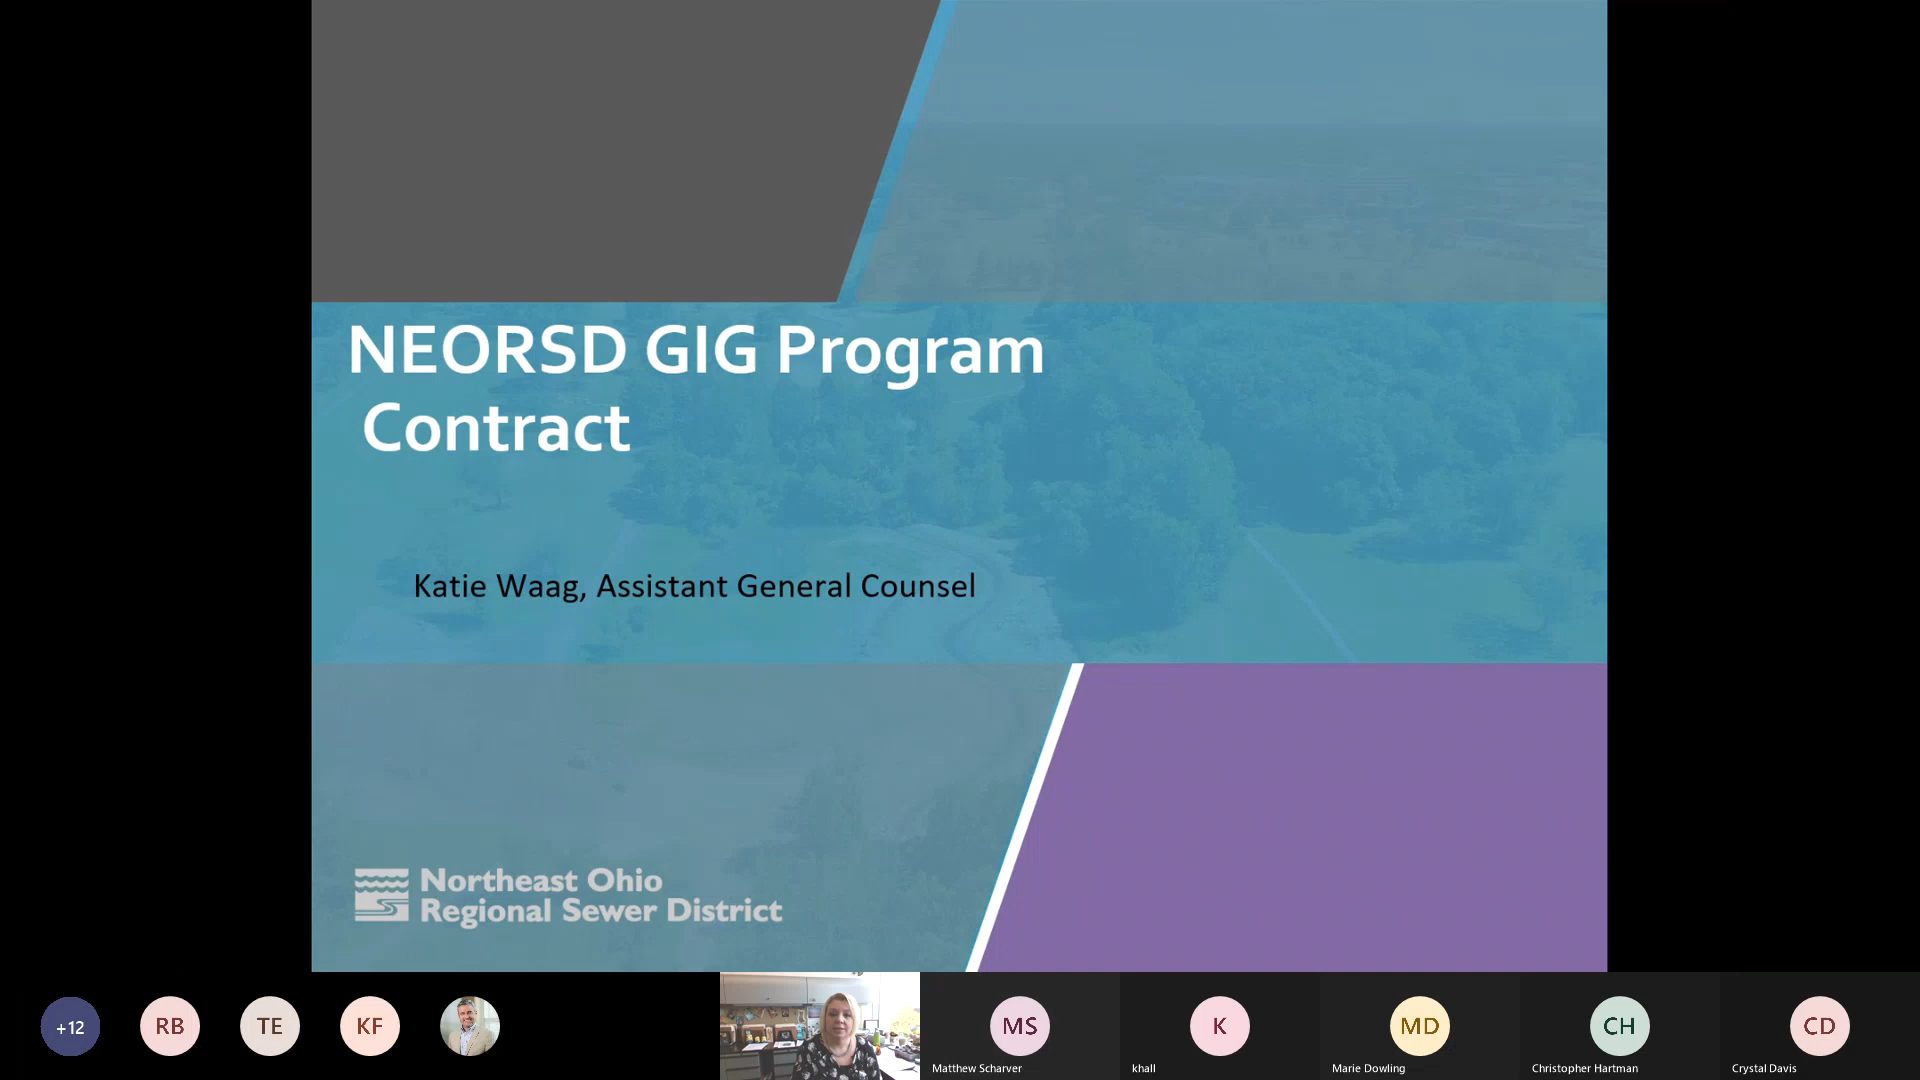 NEORSD GIG Program
Contract
Katie Waag, Assistant General Counsel
Northeast Ohio
Regional Sewer District
+12
RB
TE
KF
MS
K
MD
CH
CD
Matthew Scharver
khall
Marie Dowling
Christopher Hartman
Crystal Davis